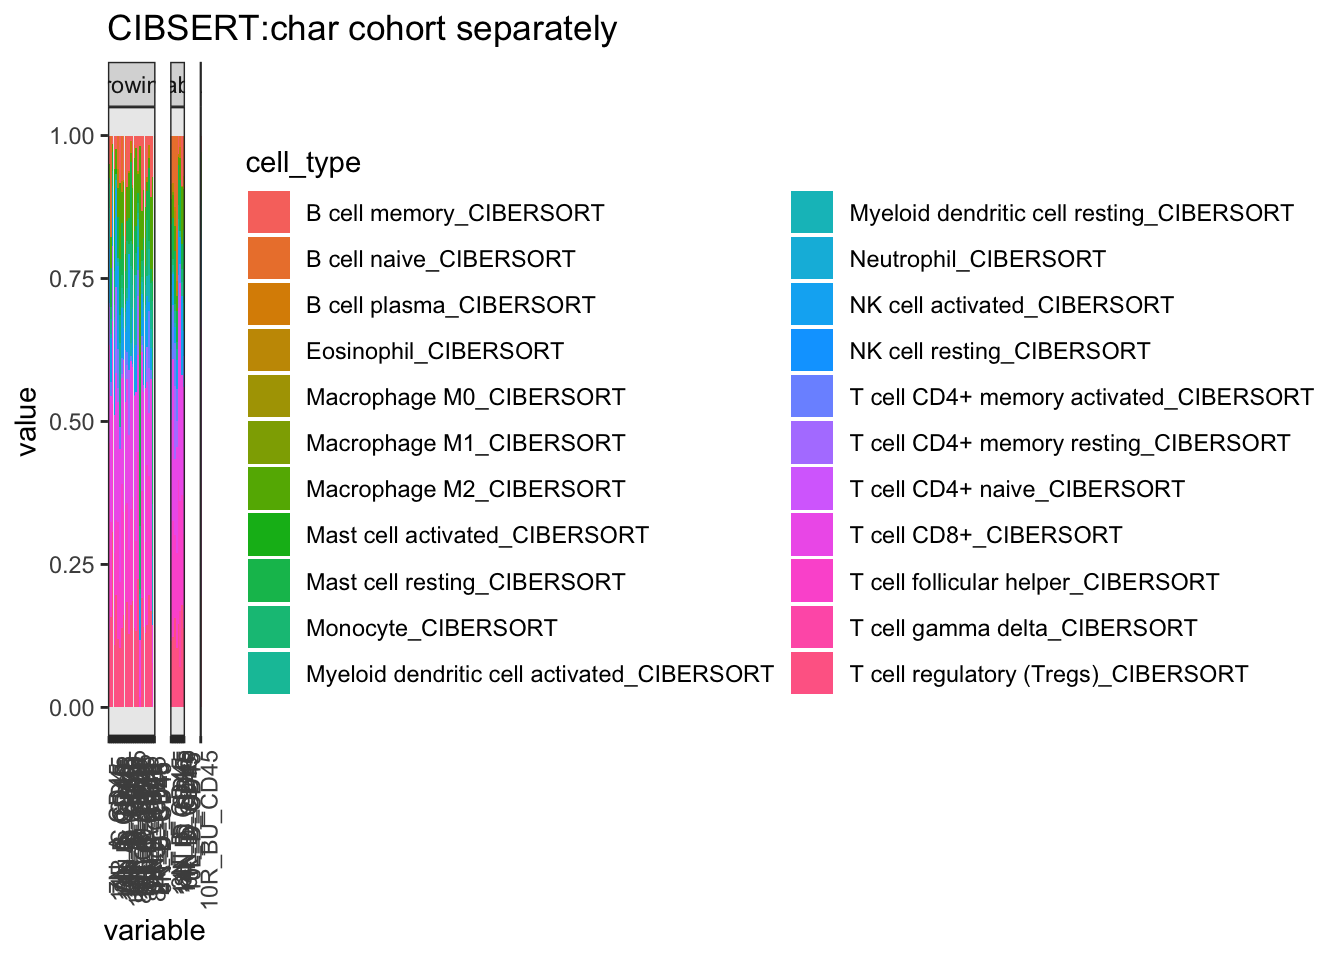 CIBSERT:char cohort separately
rowin
ab
1.00
0.75
0.50
0.25
0.00
value
10R_BU_CD45
variable
cell_type
B cell memory_CIBERSORT
B cell naive_CIBERSORT
B cell plasma_CIBERSORT
Eosinophil_CIBERSORT
Macrophage M0_CIBERSORT
Macrophage M1_CIBERSORT
Macrophage M2_CIBERSORT
Mast cell activated_CIBERSORT
Mast cell resting_CIBERSORT
Monocyte_CIBERSORT
Myeloid dendritic cell activated_CIBERSORT
Myeloid dendritic cell resting_CIBERSORT
Neutrophil_CIBERSORT
NK cell activated_CIBERSORT
NK cell resting_CIBERSORT
T cell CD4+ memory activated_CIBERSORT
T cell CD4+ memory resting_CIBERSORT
T cell CD4+ naive_CIBERSORT
T cell CD8+_CIBERSORT
T cell follicular helper_CIBERSORT
T cell gamma delta_CIBERSORT
T cell regulatory (Tregs)_CIBERSORT